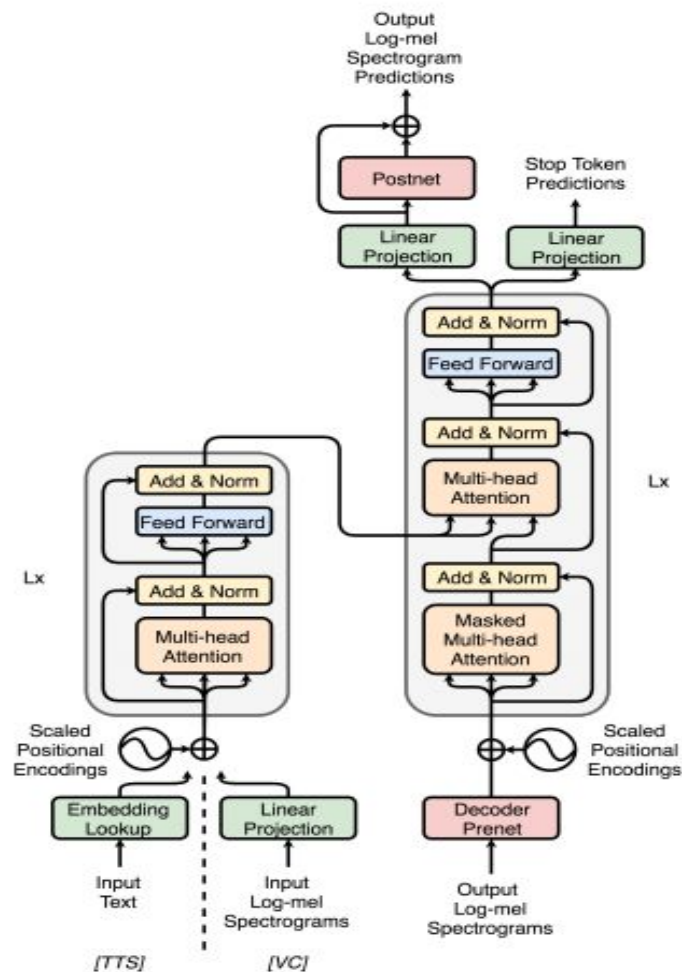 Output
Log-mel
Spectrogram
Predictions
Postnet
Stop Token
Predictions
Linear
Projection
Linear
Projection
Add & Norm
Feed Forward
Add & Norm
Multi-head
Attention
Lx
Add & Norm
Masked
Multi-head
Attention
Add & Norm
Feed Forward
Lx
Add & Norm
Multi-head
Attention
Scaled
Positional
Encodings
Scaled
Positional
Encodings
Embedding
Lookup
Linear
Projection
Decoder
Prenet
Input
Text
Input
Log-mel
Spectrograms
Output
Log-mel
Spectrograms
[TTS]
[VC]